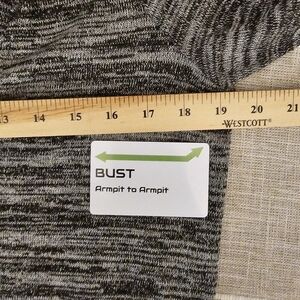 13 14 15 16 17 18 19 20 21
WESTCOTT®
BUST
Armpit to Armpit